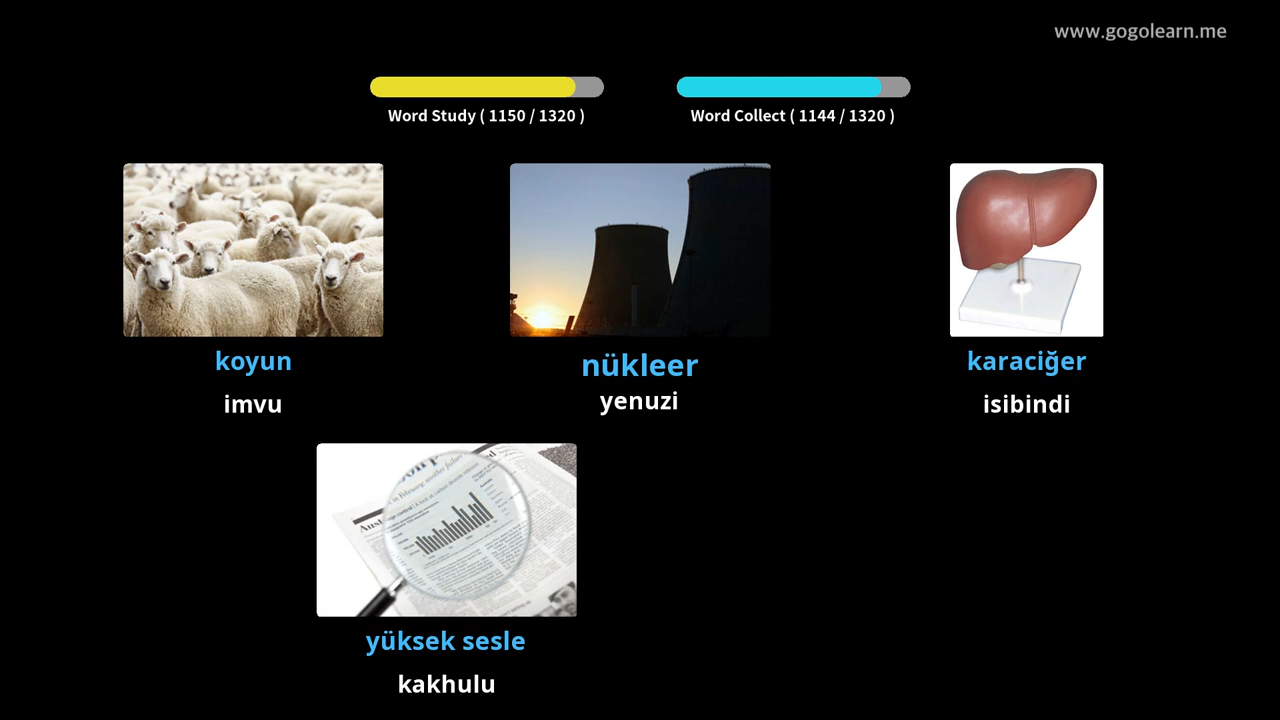 www.gogolearn.me
Word Study ( 1150 / 1320 )
Word Collect ( 1144 / 1320 )
koyun
nükleer
karaciğer
imvu
yenuzi
isibindi
yüksek sesle
kakhulu